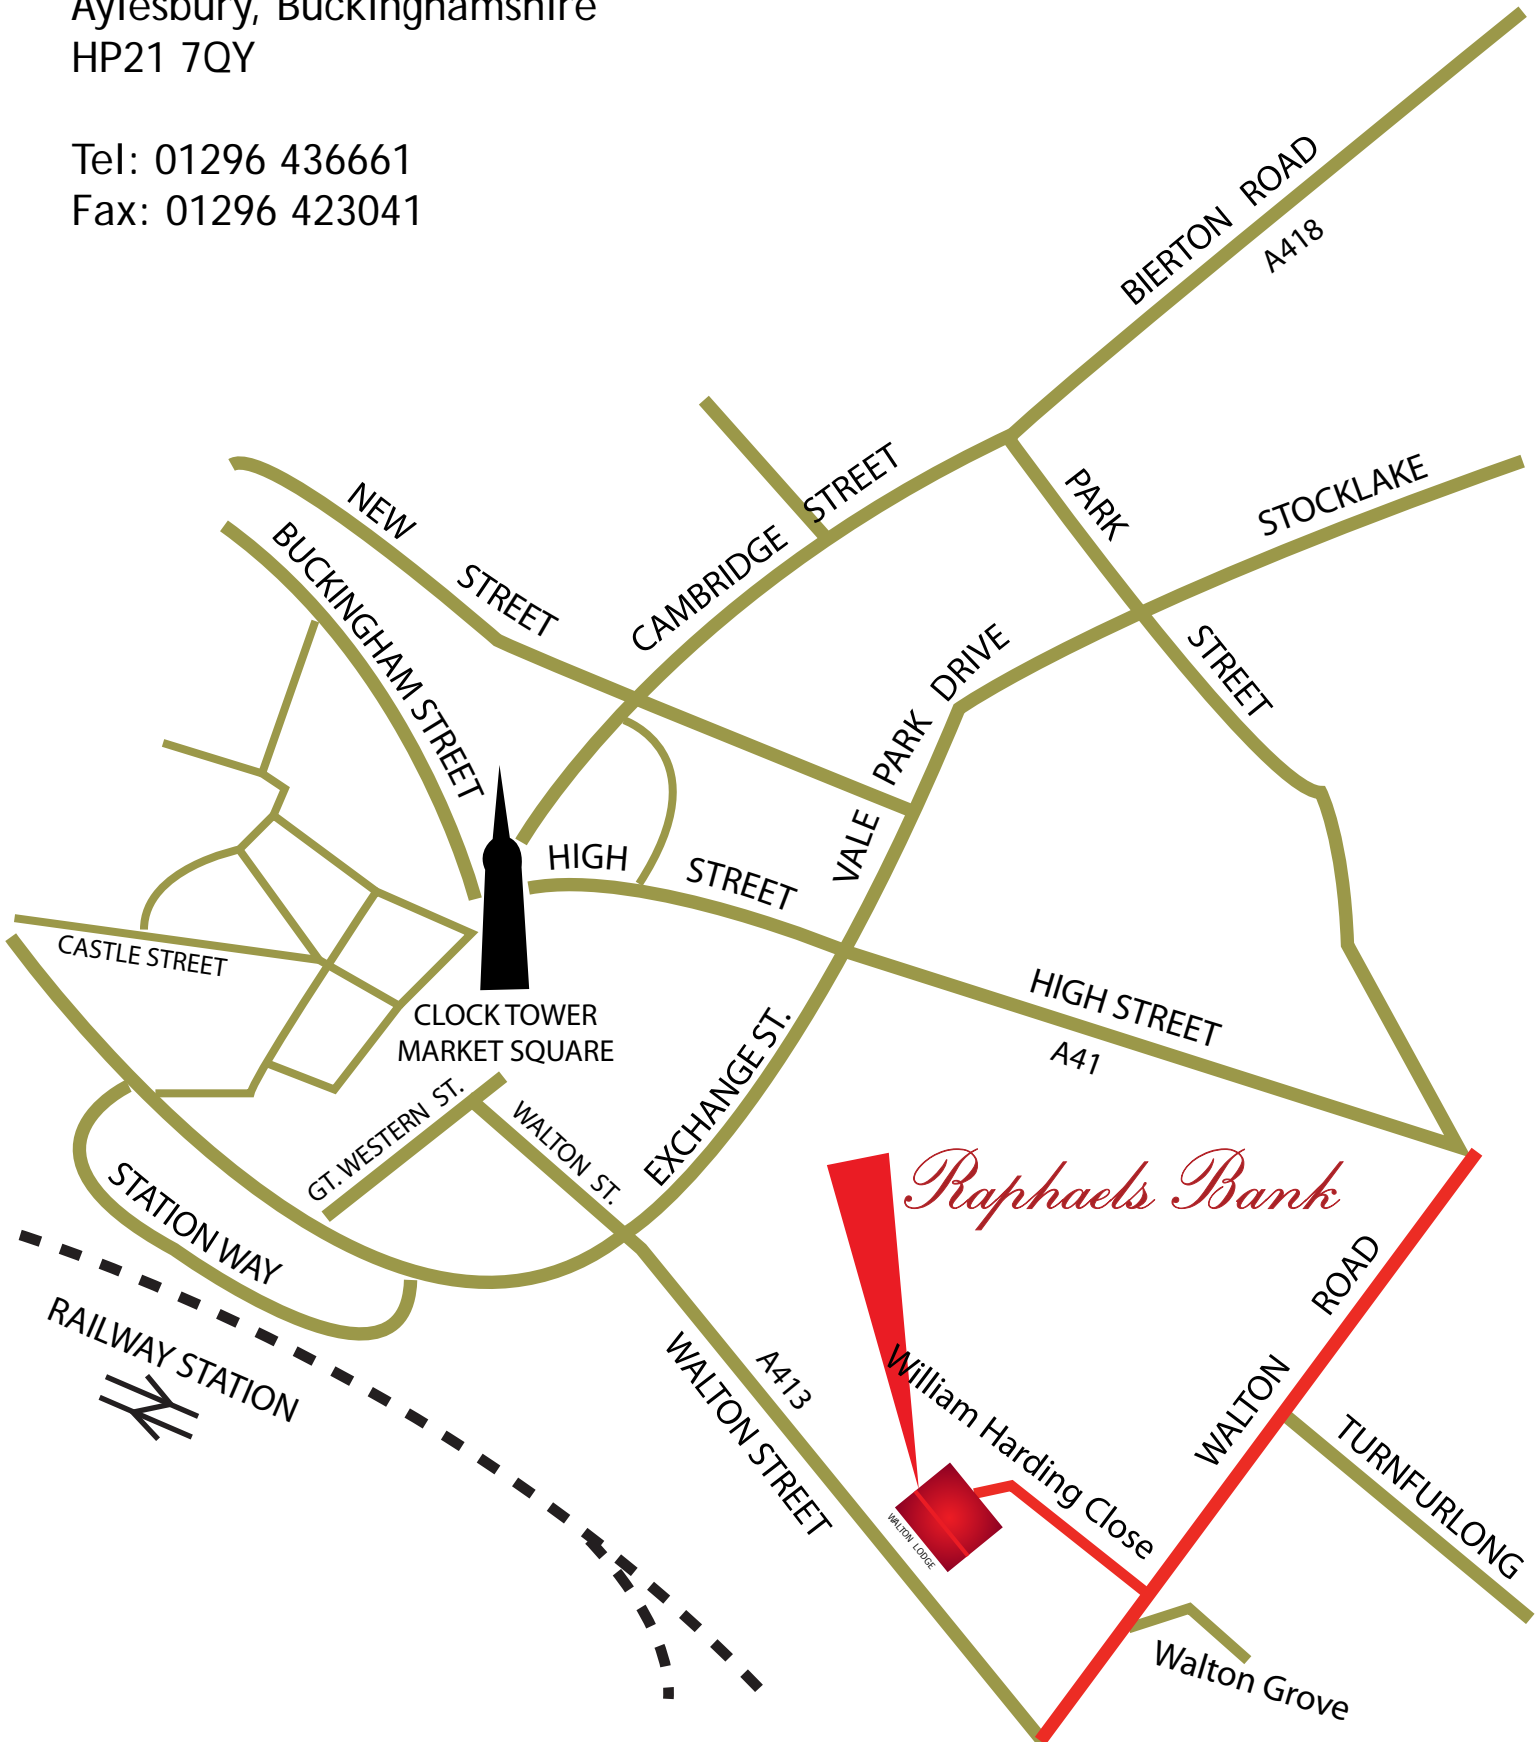 Aylesbury, Buckinghamshire
HP21 7QY
Tel: 01296 436661
Fax: 01296 423041
BIERTON ROAD
A418
NEW STREET
BUCKINGHAM STREET
CAMBRIDGE STREET
PARK STREET
STOCKLAKE
VALE PARK DRIVE
HIGH STREET
CASTLE STREET
CLOCK TOWER
MARKET SQUARE
HIGH STREET
A41
EXCHANGE ST.
GT. WESTERN ST.
WALTON ST.
STATION WAY
RAILWAY STATION
Raphaels Bank
WALTON ROAD
A413
WALTON STREET
William Harding Close
WALTON LODGE
TURNFURLONG
Walton Grove